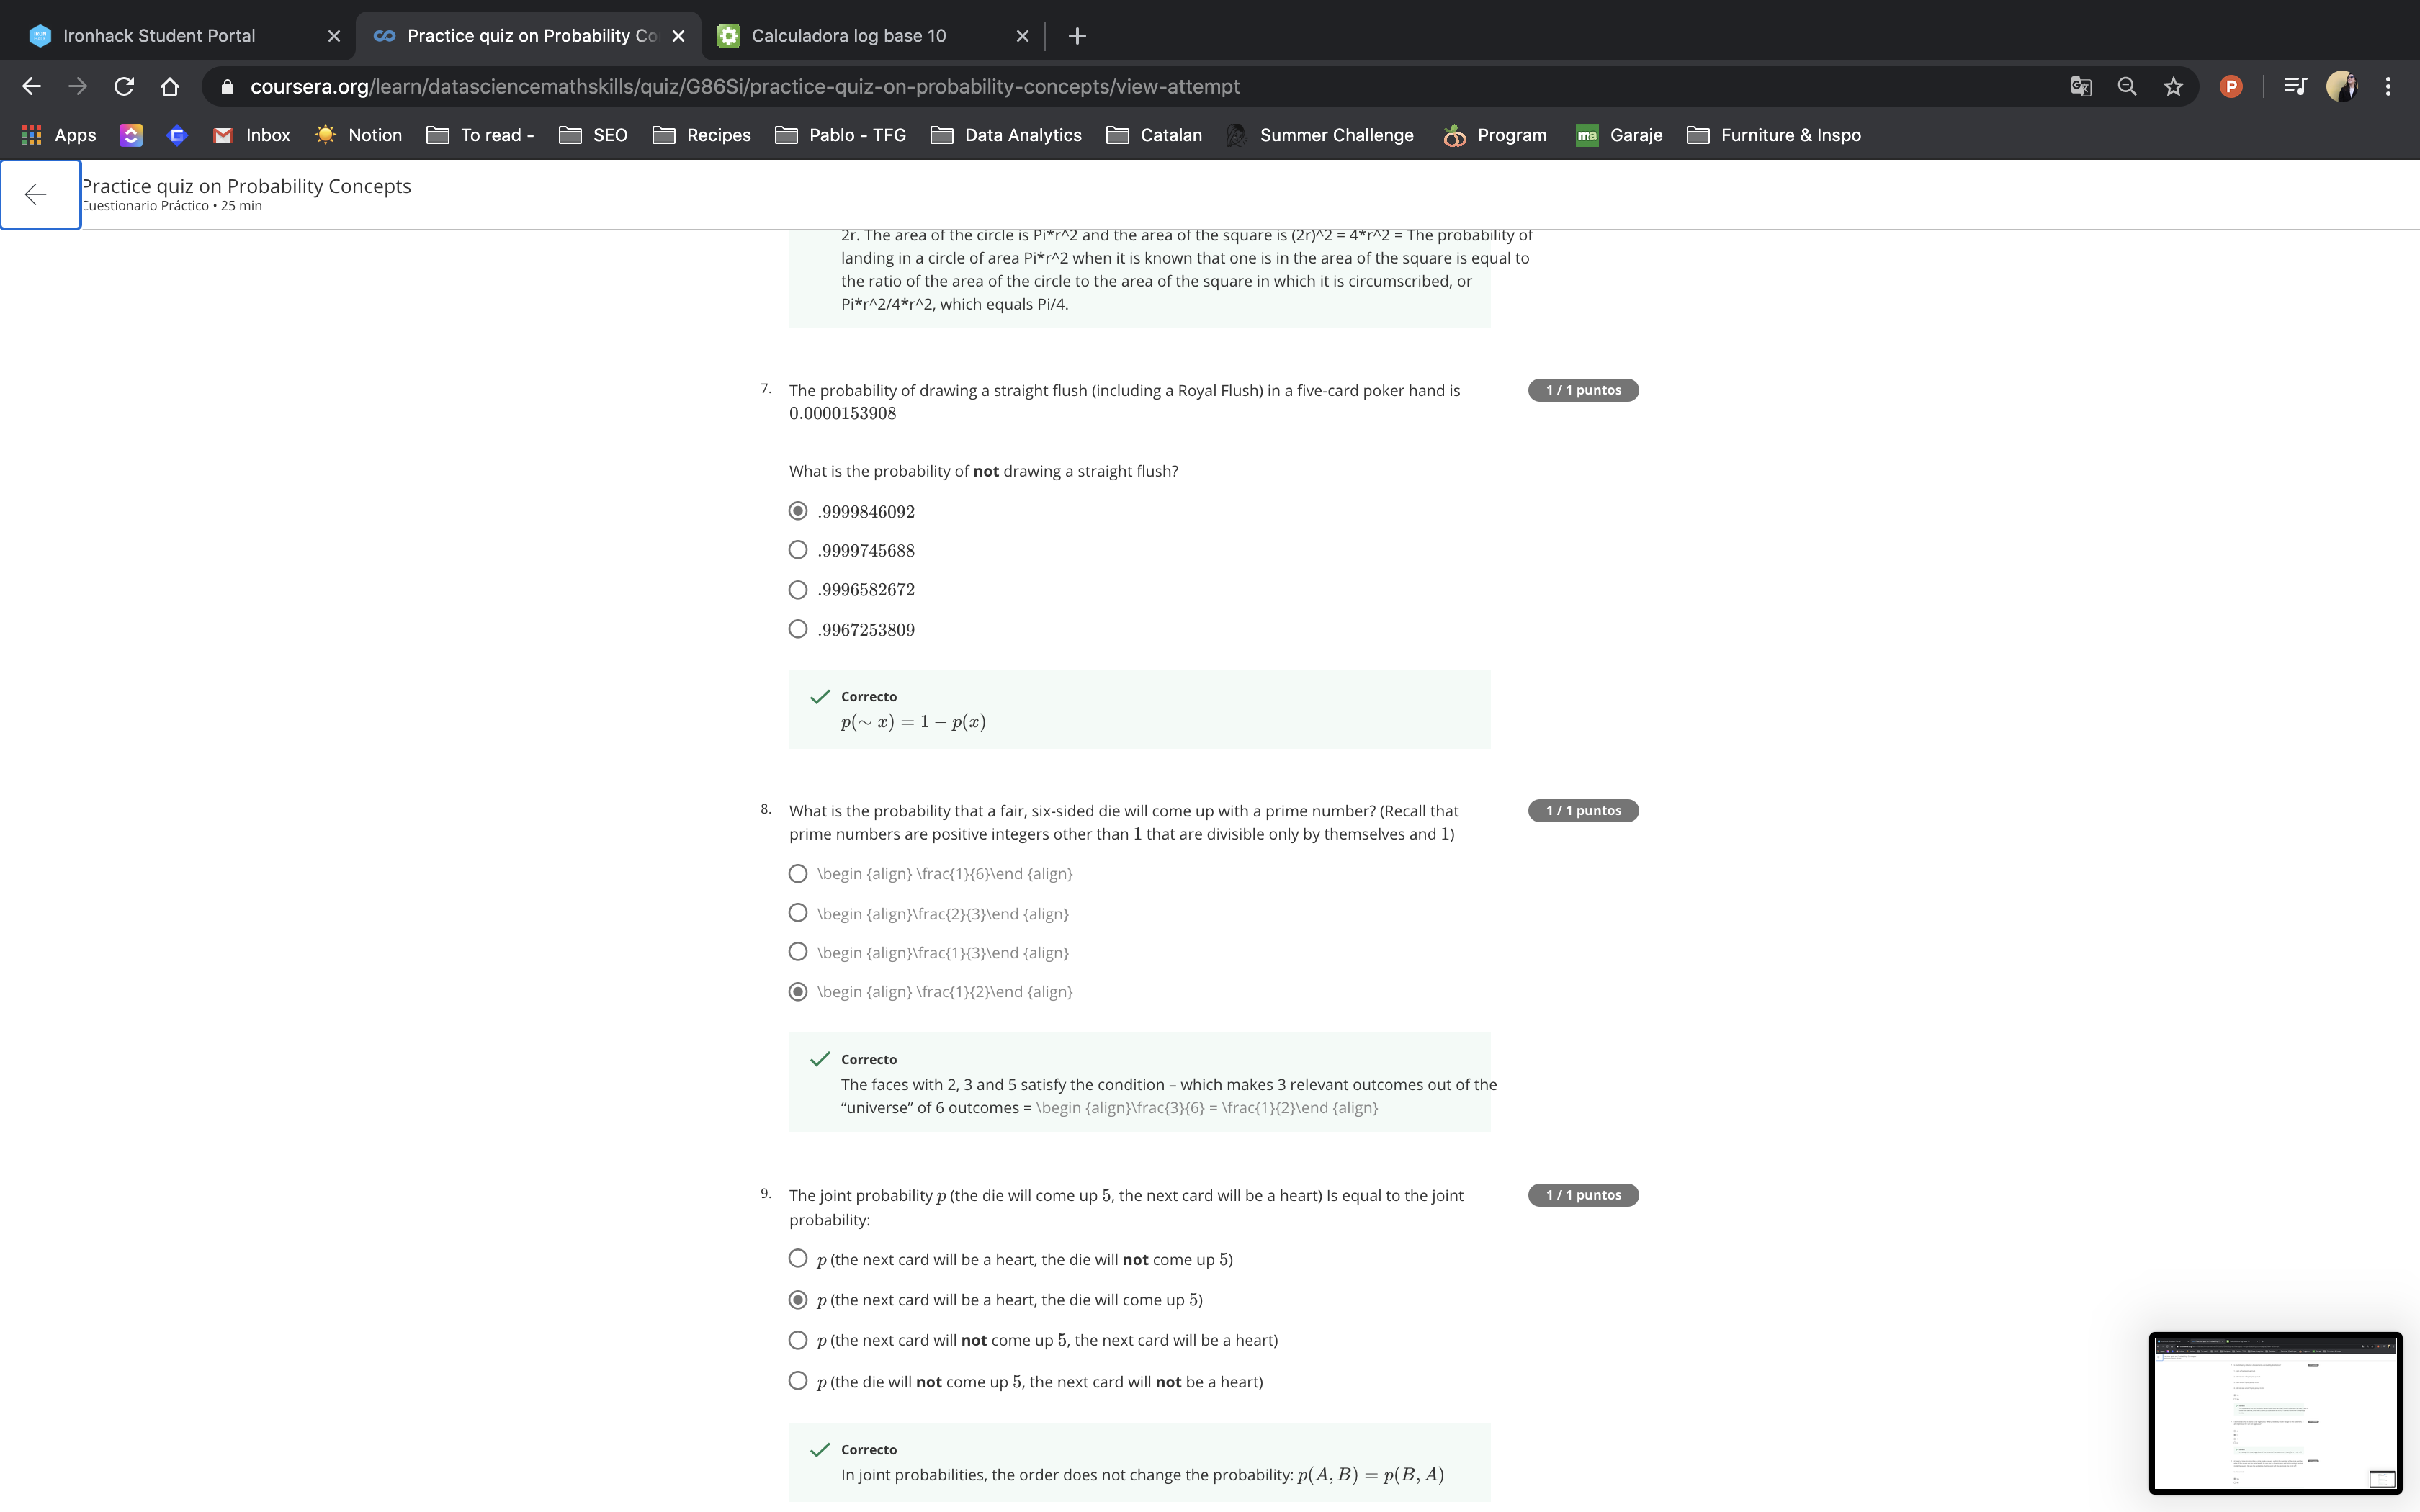 Ironhack Student Portal
Practice quiz on Probability Co
Calculadora log base 10
coursera.org/learn/datasciencemathskills/quiz/G86Si/practice-quiz-on-probability-concepts/view-attempt
P
Apps
Inbox
Notion
To read -
SEO
Recipes
Pablo - TFG
Data Analytics
Catalan
Summer Challenge
Program
ma
Garaje
Furniture & Inspo
Practice quiz on Probability Concepts
Cuestionario Práctico • 25 min
2r. The area of the circle is Pi*r^2 and the area of the square is (2r)^2 = 4*r^2 = The probability of
landing in a circle of area Pi*r^2 when it is known that one is in the area of the square is equal to
the ratio of the area of the circle to the area of the square in which it is circumscribed, or
Pi*r^2/4*r^2, which equals Pi/4.
7. The probability of drawing a straight flush (including a Royal Flush) in a five-card poker hand is
0.0000153908
1 / 1 puntos
What is the probability of not drawing a straight flush?
.9999846092
.9999745688
.9996582672
.9967253809
Correcto
p(∼ x) = 1 − p(x)
8. What is the probability that a fair, six-sided die will come up with a prime number? (Recall that
prime numbers are positive integers other than 1 that are divisible only by themselves and 1)
1 / 1 puntos
\begin {align} \frac{1}{6}\end {align}
\begin {align}\frac{2}{3}\end {align}
\begin {align}\frac{1}{3}\end {align}
\begin {align} \frac{1}{2}\end {align}
Correcto
The faces with 2, 3 and 5 satisfy the condition – which makes 3 relevant outcomes out of the
“universe” of 6 outcomes = \begin {align}\frac{3}{6} = \frac{1}{2}\end {align}
9. The joint probability p (the die will come up 5, the next card will be a heart) Is equal to the joint
probability:
1 / 1 puntos
p (the next card will be a heart, the die will not come up 5)
p (the next card will be a heart, the die will come up 5)
p (the next card will not come up 5, the next card will be a heart)
p (the die will not come up 5, the next card will not be a heart)
Correcto
In joint probabilities, the order does not change the probability: p(A, B) = p(B, A)